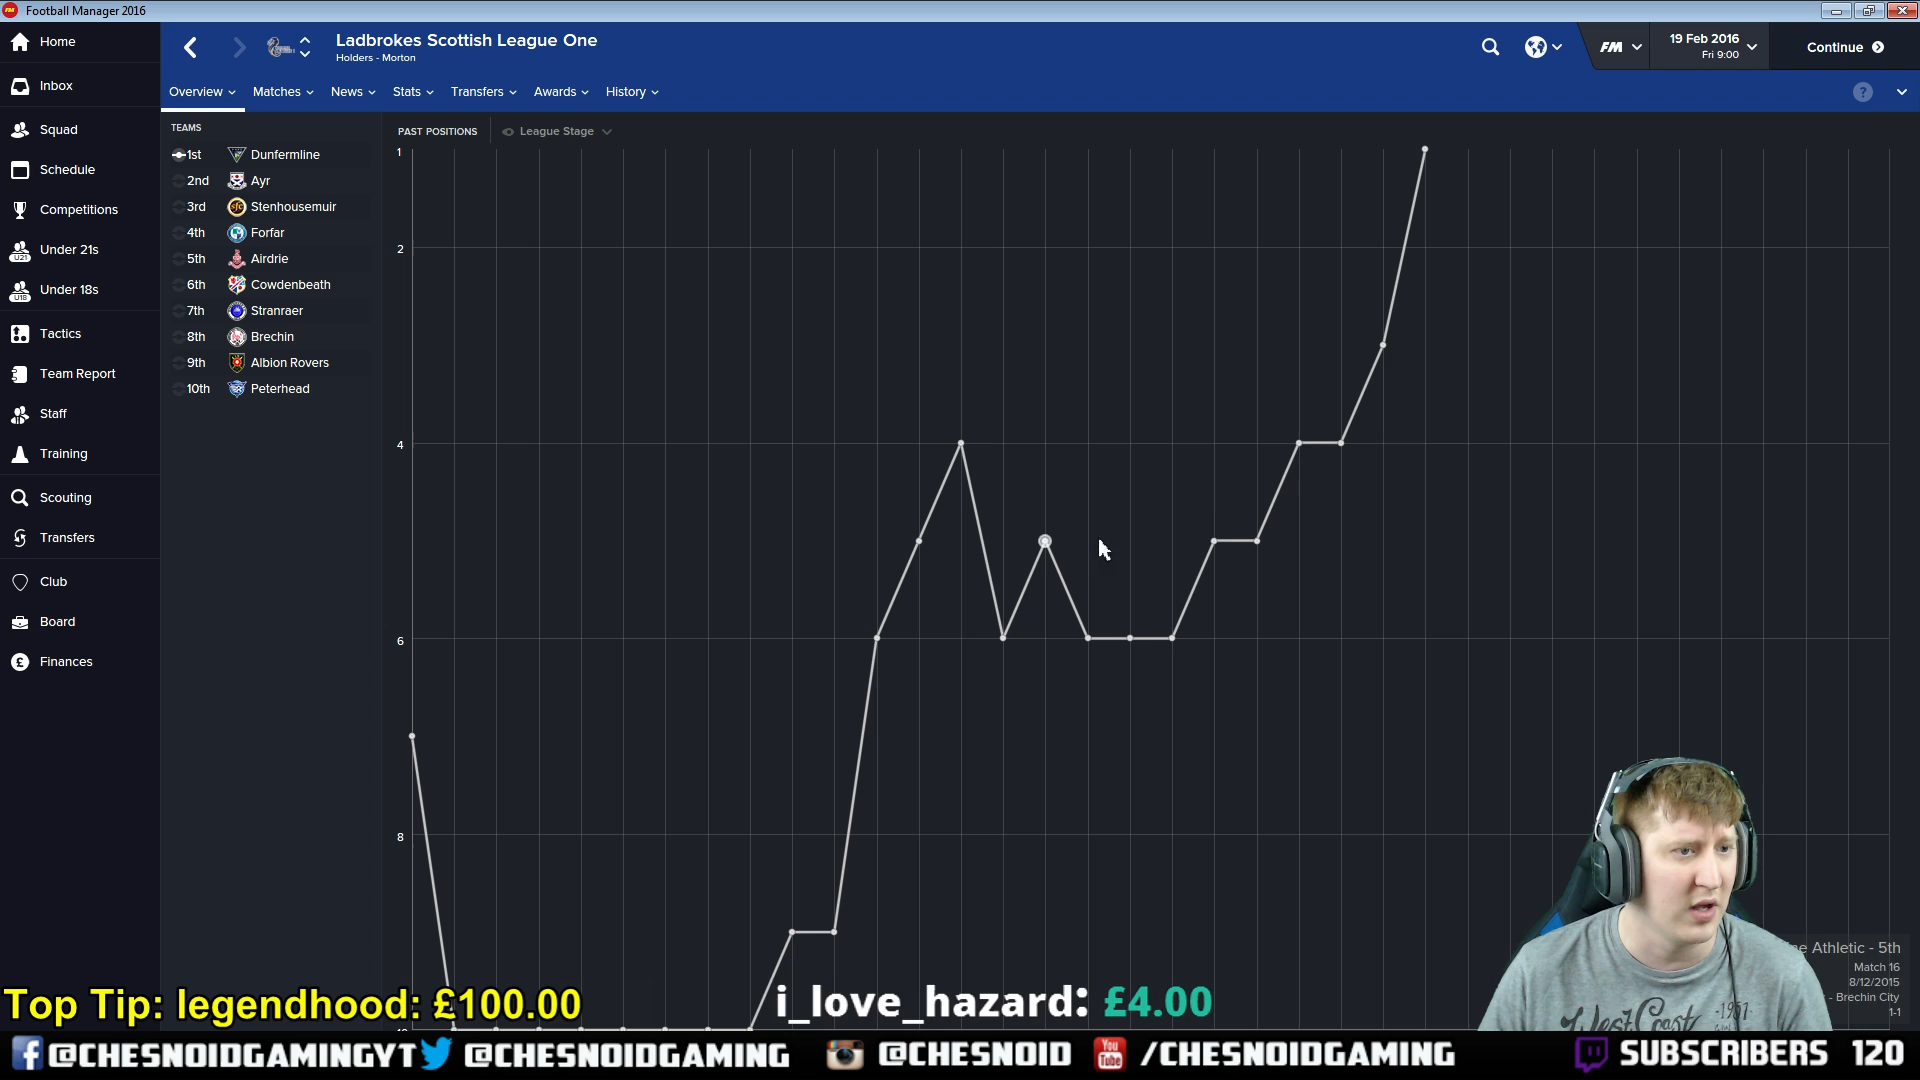 Football Manager 2016
Home
Inbox
Squad
Schedule
Competitions
Under 21s
Under 18s
Tactics
Team Report
Staff
Training
Scouting
Transfers
Club
Board
Finances
Ladbrokes Scottish League One
Holders - Morton
FM
19 Feb 2016
Fri 9:00
Continue
Overview
Matches
News
Stats
Transfers
Awards
History
?
TEAMS
1st Dunfermline
2nd Ayr
3rd Stenhousemuir
4th Forfar
5th Airdrie
6th Cowdenbeath
7th Stranraer
8th Brechin
9th Albion Rovers
10th Peterhead
PAST POSITIONS
League Stage
1
2
4
6
8
Athletic - 5th
Match 16
8/12/2015
- Brechin City
1-1
West Coast
Top Tip: legendhood: £100.00
i_love_hazard: £4.00
@CHESNOIDGAMINGYT
@CHESNOIDGAMING
@CHESNOID
You Tube
/CHESNOIDGAMING
SUBSCRIBERS 120